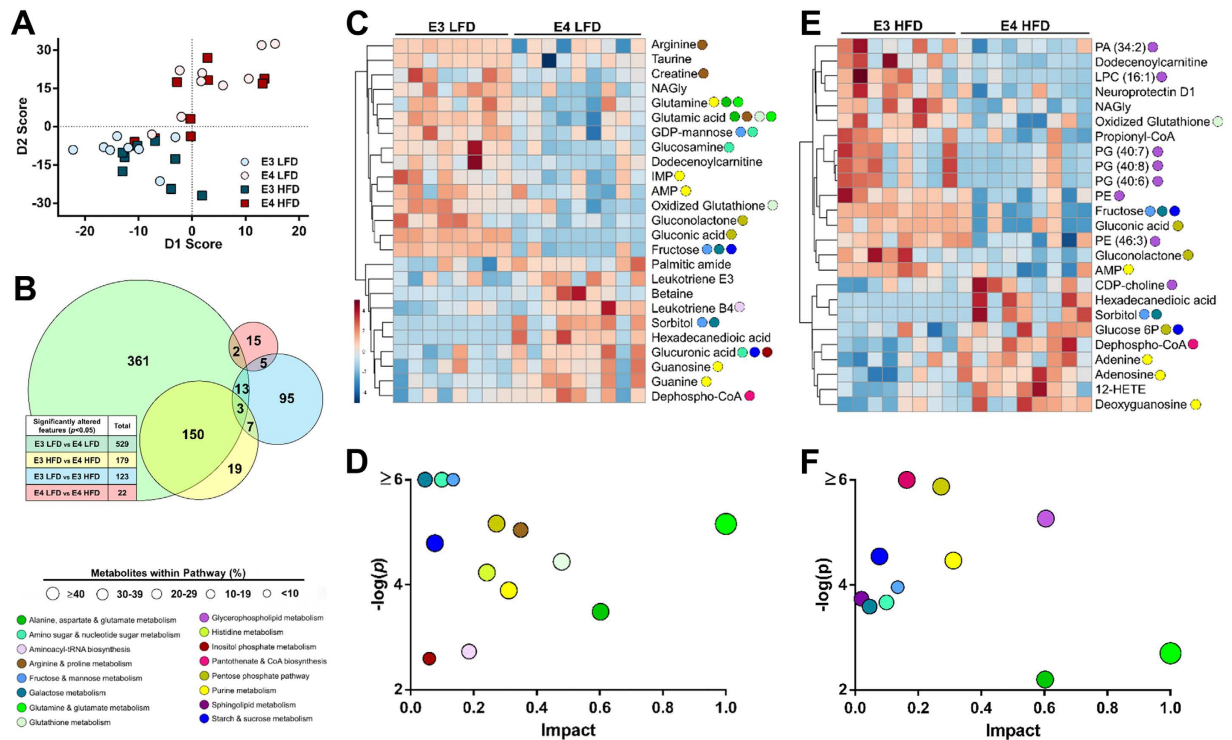 A
30
15
0
-15
-30
D2 Score
-20
-10
0
10
20
D1 Score
E3 LFD
E4 LFD
E3 HFD
E4 HFD
B
361
2
15
5
13
3
95
150
7
19
Significantly altered features (p<0.05) Total
E3 LFD vs E4 LFD 529
E3 HFD vs E4 HFD 179
E3 LFD vs E3 HFD 123
E4 LFD vs E4 HFD 22
Metabolites within Pathway (%)
≥40 30-39 20-29 10-19 <10
Alanine, aspartate & glutamate metabolism
Amino sugar & nucleotide sugar metabolism
Aminoacyl-tRNA biosynthesis
Arginine & proline metabolism
Fructose & mannose metabolism
Galactose metabolism
Glutamine & glutamate metabolism
Glutathione metabolism
Glycerophospholipid metabolism
Histidine metabolism
Inositol phosphate metabolism
Pantothenate & CoA biosynthesis
Pentose phosphate pathway
Purine metabolism
Sphingolipid metabolism
Starch & sucrose metabolism
C
E3 LFD E4 LFD
Arginine
Taurine
Creatine
NAGly
Glutamine
Glutamic acid
GDP-mannose
Glucosamine
Dodecenoylcarnitine
IMP
AMP
Oxidized Glutathione
Gluconolactone
Gluconic acid
Fructose
Palmitic amide
Leukotriene E3
Betaine
Leukotriene B4
Sorbitol
Hexadecanedioic acid
Glucuronic acid
Guanosine
Guanine
Dephospho-CoA
D
≥6
4
2
-log(p)
0.0 0.2 0.4 0.6 0.8 1.0
Impact
E
E3 HFD E4 HFD
PA (34:2)
Dodecenoylcarnitine
LPC (16:1)
Neuroprotectin D1
NAGly
Oxidized Glutathione
Propionyl-CoA
PG (40:7)
PG (40:8)
PG (40:6)
PE
Fructose
Gluconic acid
PE (46:3)
Gluconolactone
AMP
CDP-choline
Hexadecanedioic acid
Sorbitol
Glucose 6P
Dephospho-CoA
Adenine
Adenosine
12-HETE
Deoxyguanosine
F
≥6
4
2
-log(p)
0.0 0.2 0.4 0.6 0.8 1.0
Impact